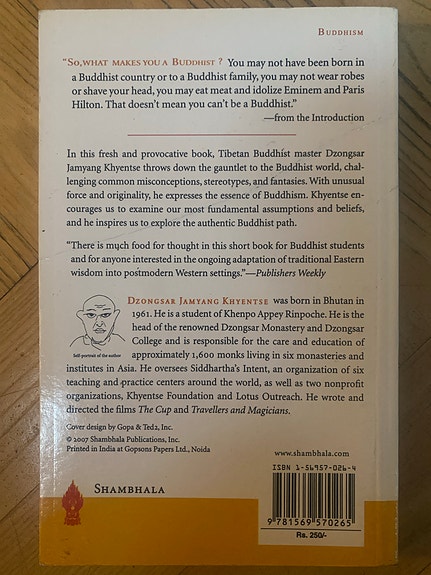 BUDDHISM
"SO, WHAT MAKES YOU A BUDDHIST? You may not have been born in
a Buddhist country or to a Buddhist family, you may not wear robes
or shave your head, you may eat meat and idolize Eminem and Paris
Hilton. That doesn't mean you can't be a Buddhist."
—from the Introduction
In this fresh and provocative book, Tibetan Buddhist master Dzongsar
Jamyang Khyentse throws down the gauntlet to the Buddhist world, chal-
lenging common misconceptions, stereotypes, and fantasies. With unusual
force and originality, he expresses the essence of Buddhism. Khyentse en-
courages us to examine our most fundamental assumptions and beliefs,
and he inspires us to explore the authentic Buddhist path.
"There is much food for thought in this short book for Buddhist students
and for anyone interested in the ongoing adaptation of traditional Eastern
wisdom into postmodern Western settings."—Publishers Weekly
DZONGSAR JAMYANG KHYENTSE was born in Bhutan in
1961. He is a student of Khenpo Appey Rinpoche. He is the
head of the renowned Dzongsar Monastery and Dzongsar
College and is responsible for the care and education of
approximately 1,600 monks living in six monasteries and
Self-portrait of the author
institutes in Asia. He oversees Siddhartha's Intent, an organization of six
teaching and practice centers around the world, as well as two nonprofit
organizations, Khyentse Foundation and Lotus Outreach. He wrote and
directed the films The Cup and Travellers and Magicians.
Cover design by Gopa & Ted2, Inc.
© 2007 Shambhala Publications, Inc.
Printed in India at Gopsons Papers Ltd., Noida
www.shambhala.com
ISBN 1-56957-026-4
SHAMBHALA
9 781569 570265
Rs. 250/-